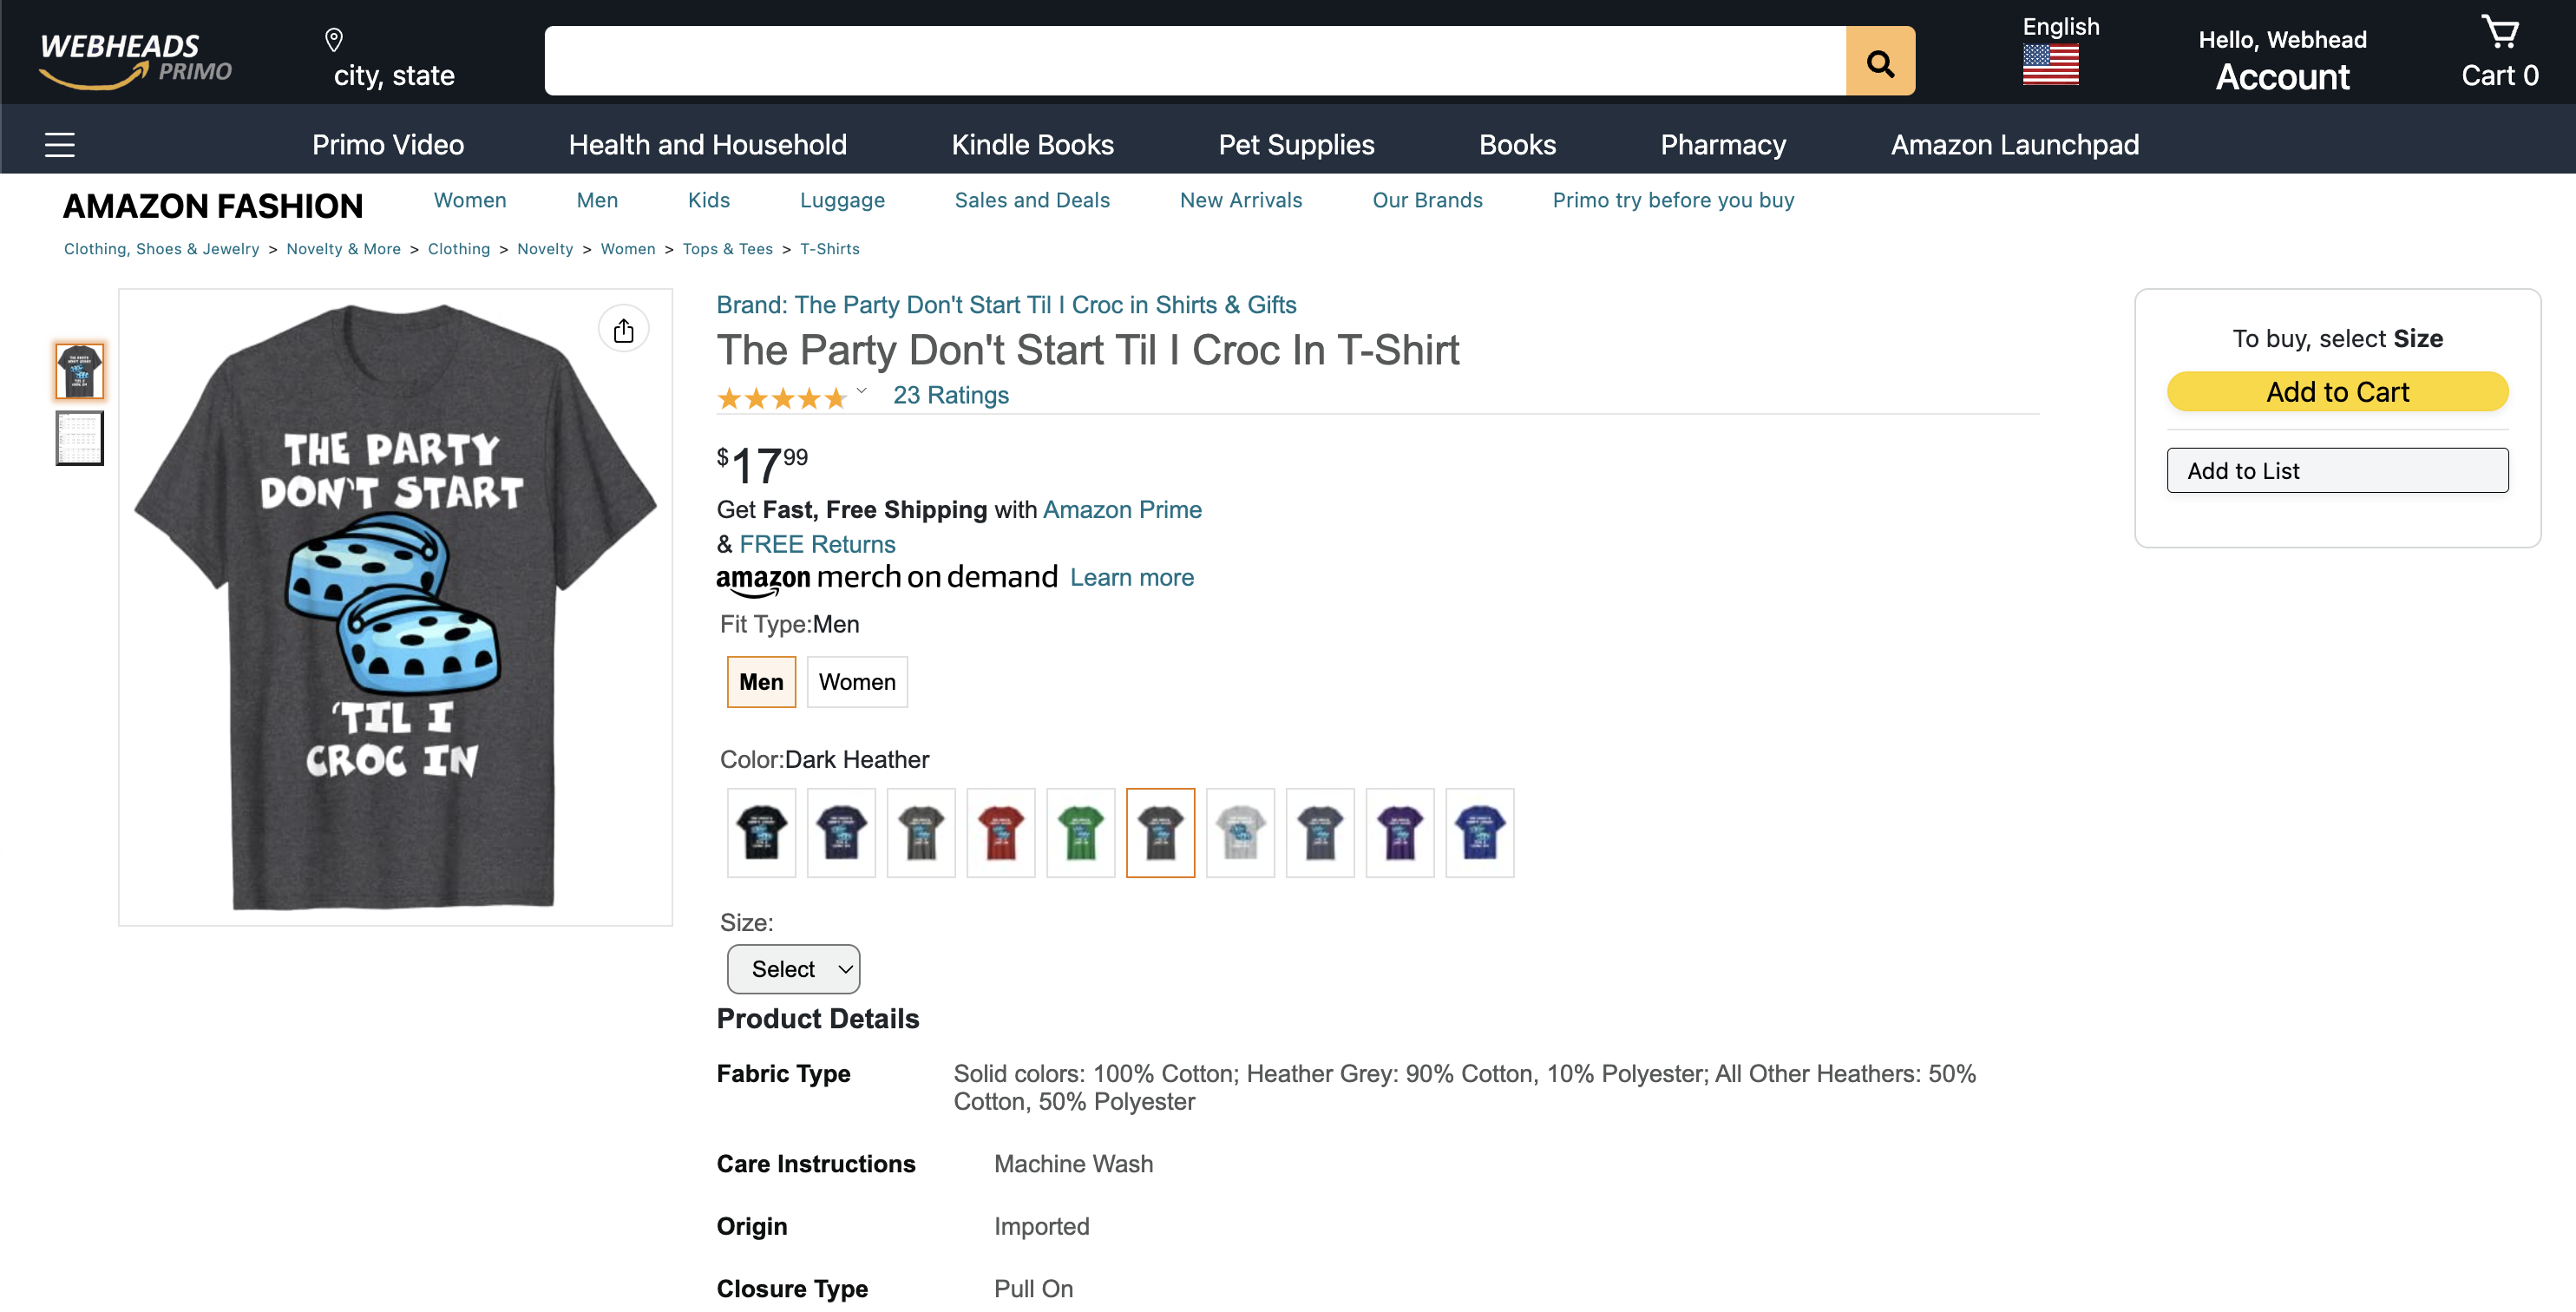 WEBHEADS
PRIMO
city, state
English
Hello, Webhead
Account
Cart 0
Primo Video
Health and Household
Kindle Books
Pet Supplies
Books
Pharmacy
Amazon Launchpad
AMAZON FASHION
Women
Men
Kids
Luggage
Sales and Deals
New Arrivals
Our Brands
Primo try before you buy
Clothing, Shoes & Jewelry > Novelty & More > Clothing > Novelty > Women > Tops & Tees > T-Shirts
THE PARTY
DON'T START
'TIL I
CROC IN
Brand: The Party Don't Start Til I Croc in Shirts & Gifts
The Party Don't Start Til I Croc In T-Shirt
23 Ratings
$1799
Get Fast, Free Shipping with Amazon Prime
& FREE Returns
amazon merch on demand Learn more
Fit Type:Men
Men
Women
Color:Dark Heather
Size:
Select
Product Details
Fabric Type
Solid colors: 100% Cotton; Heather Grey: 90% Cotton, 10% Polyester; All Other Heathers: 50%
Cotton, 50% Polyester
Care Instructions
Machine Wash
Origin
Imported
Closure Type
Pull On
To buy, select Size
Add to Cart
Add to List